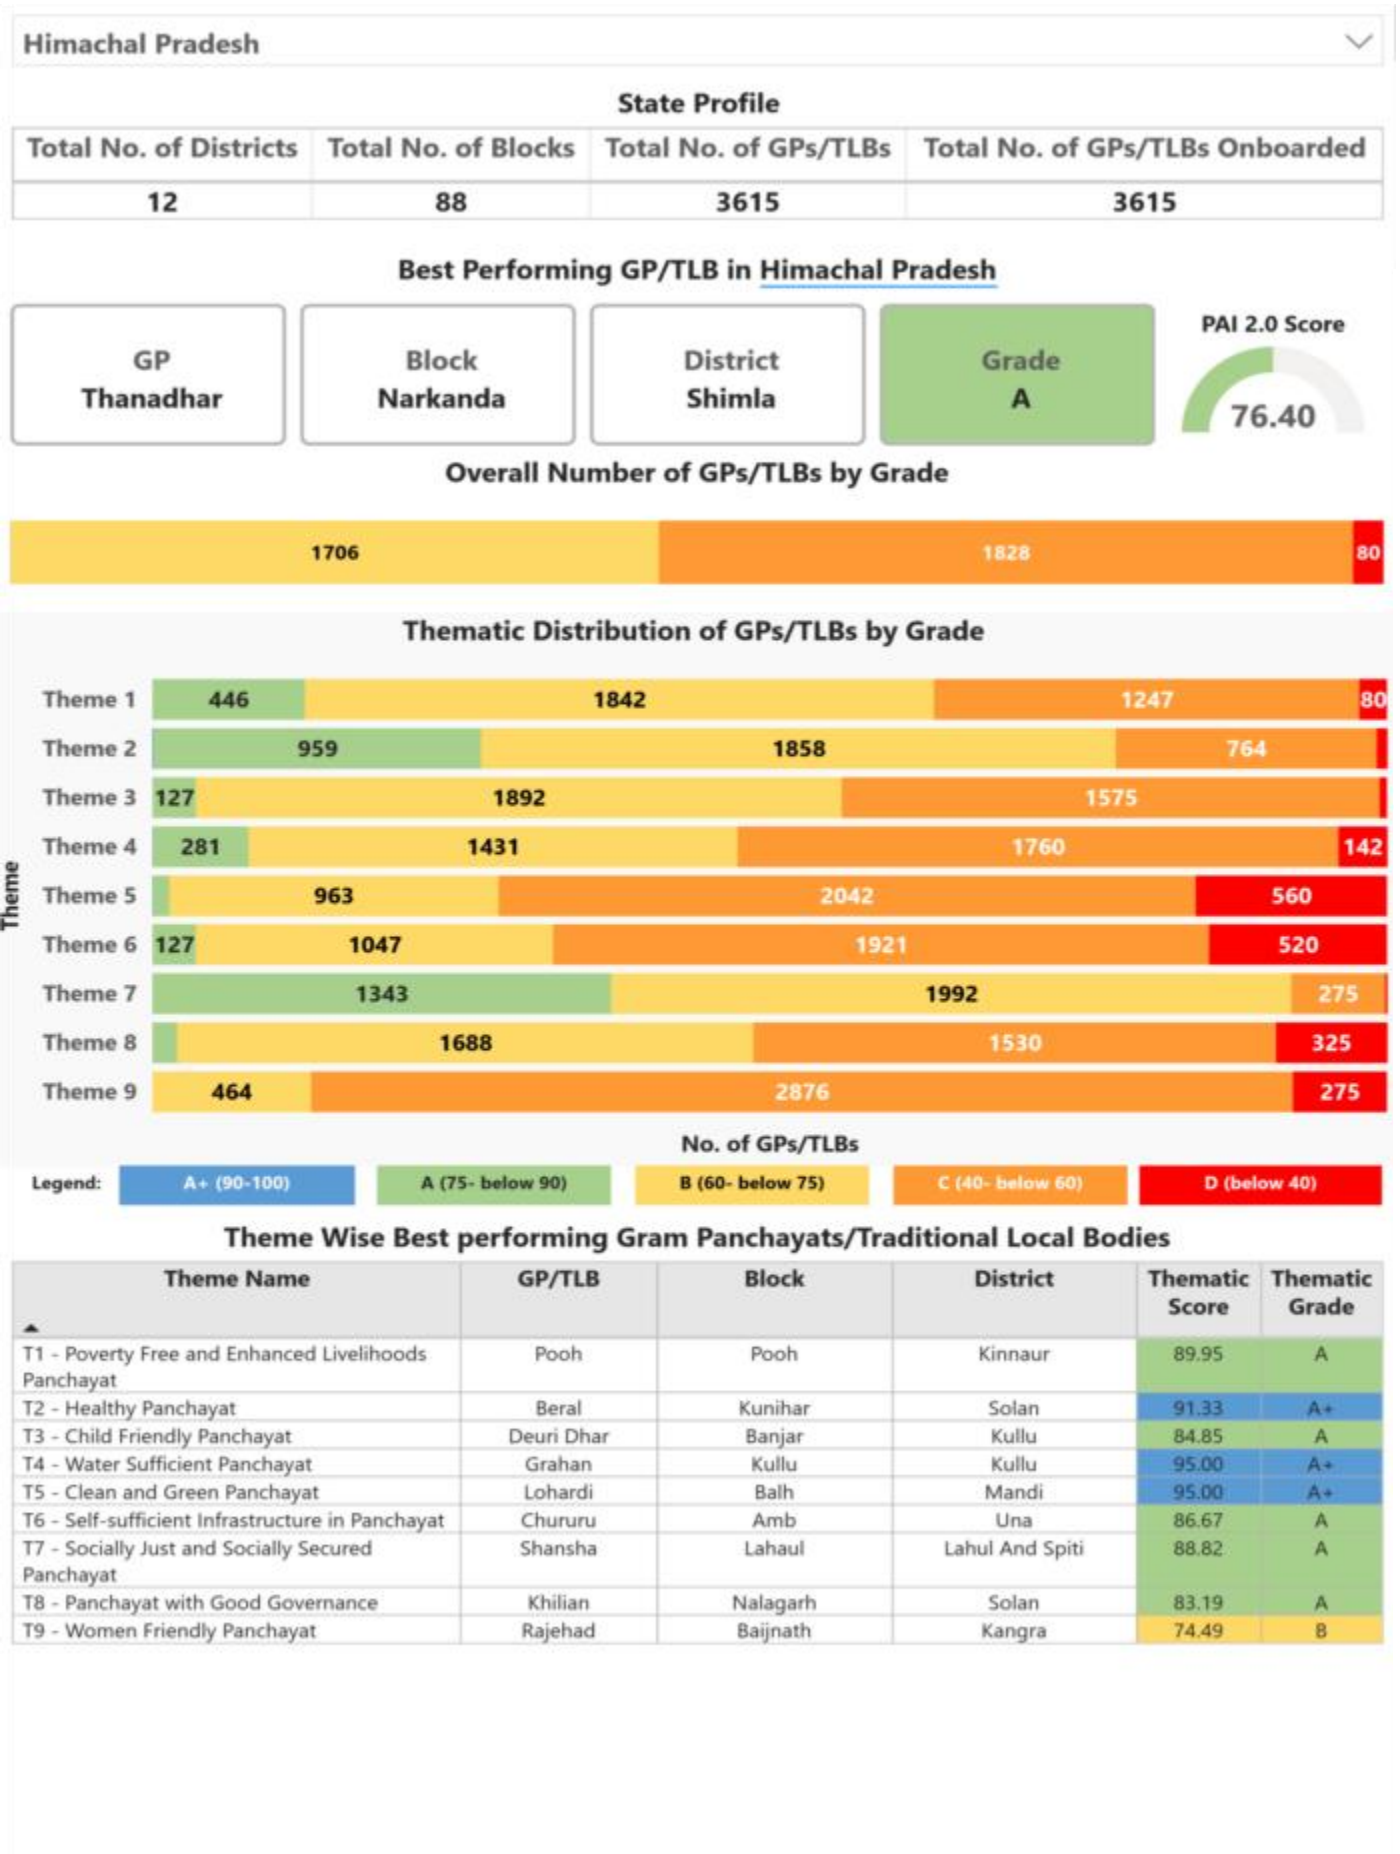 Himachal Pradesh
State Profile
Total No. of Districts Total No. of Blocks Total No. of GPs/TLBs Total No. of GPs/TLBs Onboarded
12 88 3615 3615
Best Performing GP/TLB in Himachal Pradesh
PAI 2.0 Score
GP Block District Grade
Thanadhar Narkanda Shimla A
76.40
Overall Number of GPs/TLBs by Grade
1706 1828 80
Thematic Distribution of GPs/TLBs by Grade
Theme
Theme 1 446 1842 1247 80
Theme 2 959 1858 764
Theme 3 127 1892 1575
Theme 4 281 1431 1760 142
Theme 5 963 2042 560
Theme 6 127 1047 1921 520
Theme 7 1343 1992 275
Theme 8 1688 1530 325
Theme 9 464 2876 275
No. of GPs/TLBs
Legend: A+ (90-100) A (75- below 90) B (60- below 75) C (40- below 60) D (below 40)
Theme Wise Best performing Gram Panchayats/Traditional Local Bodies
Theme Name GP/TLB Block District Thematic Thematic
Score Grade
T1 - Poverty Free and Enhanced Livelihoods Pooh Pooh Kinnaur 89.95 A
Panchayat
T2 - Healthy Panchayat Beral Kunihar Solan 91.33 A+
T3 - Child Friendly Panchayat Deuri Dhar Banjar Kullu 84.85 A
T4 - Water Sufficient Panchayat Grahan Kullu Kullu 95.00 A+
T5 - Clean and Green Panchayat Lohardi Balh Mandi 95.00 A+
T6 - Self-sufficient Infrastructure in Panchayat Chururu Amb Una 86.67 A
T7 - Socially Just and Socially Secured Shansha Lahaul Lahul And Spiti 88.82 A
Panchayat
T8 - Panchayat with Good Governance Khilian Nalagarh Solan 83.19 A
T9 - Women Friendly Panchayat Rajehad Baijnath Kangra 74.49 B